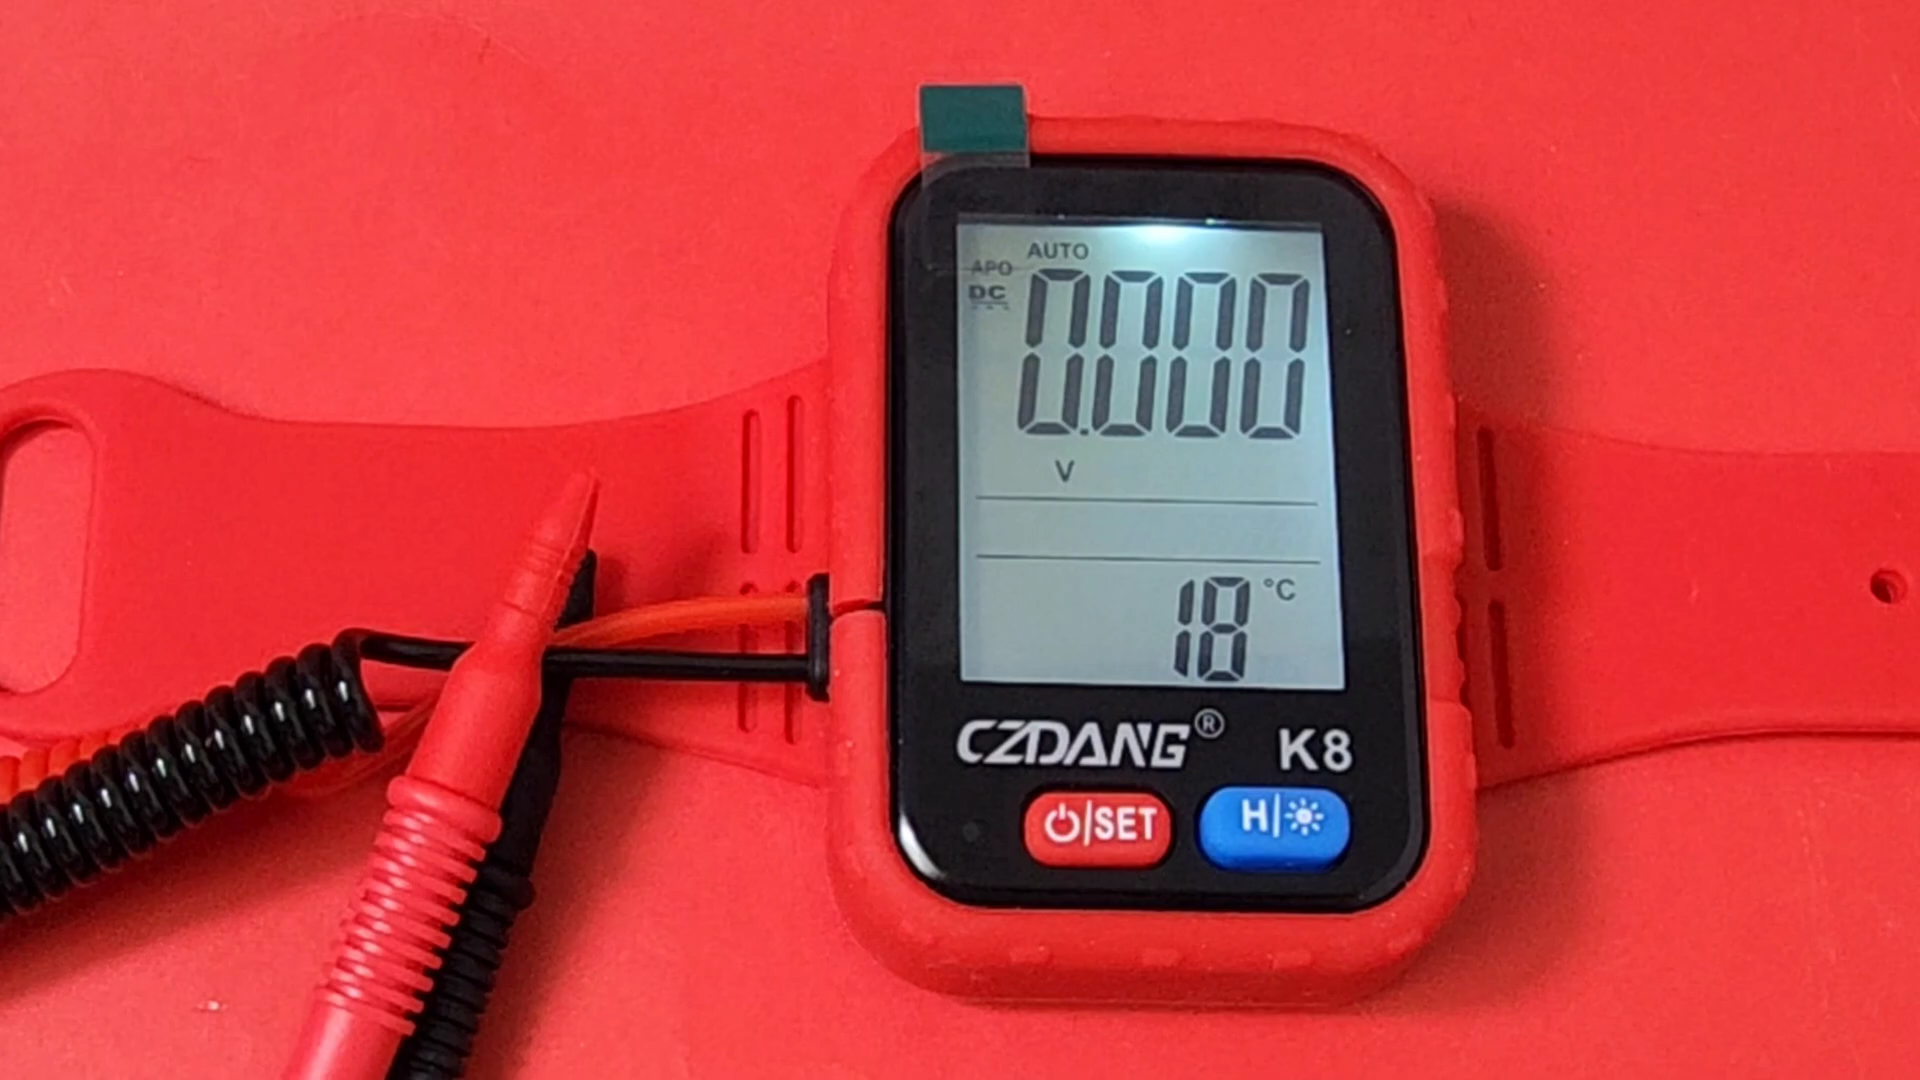 AUTO
APO
DC
0.000
V
18 °C
CZDANG® K8
⏻/SET H|☀